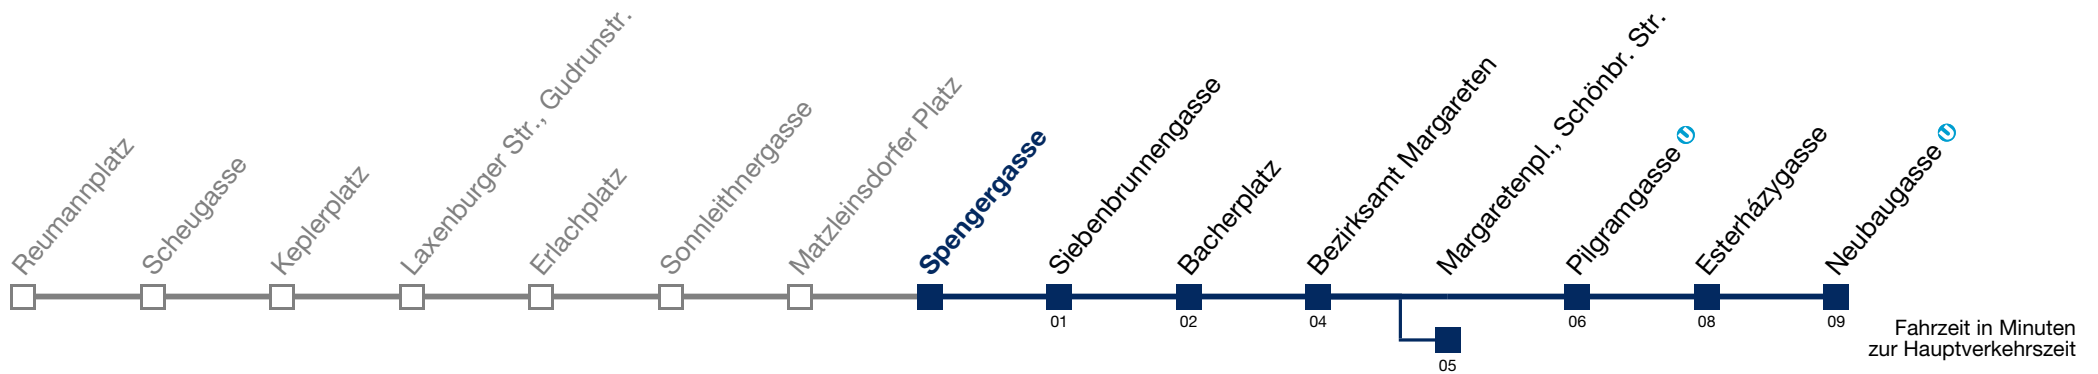 Reumannplatz
Scheugasse
Keplerplatz
Laxenburger Str., Gudrunstr.
Erlachplatz
Sonnleithnergasse
Matzleinsdorfer Platz
Spengergasse
Siebenbrunnengasse
Bacherplatz
Bezirksamt Margareten
Margaretenpl., Schönbr. Str.
Pilgramgasse U
Esterházygasse
Neubaugasse U
01
02
04
05
06
08
09
Fahrzeit in Minuten
zur Hauptverkehrszeit